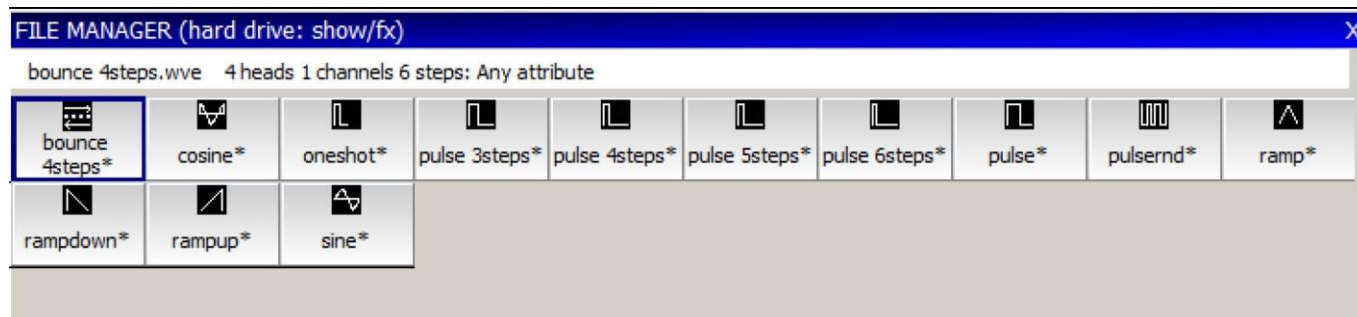 FILE MANAGER (hard drive: show/fx) X
bounce 4steps.wve 4 heads 1 channels 6 steps: Any attribute
bounce
4steps*
cosine*
oneshot*
pulse 3steps*
pulse 4steps*
pulse 5steps*
pulse 6steps*
pulse*
pulsernd*
ramp*
rampdown*
rampup*
sine*